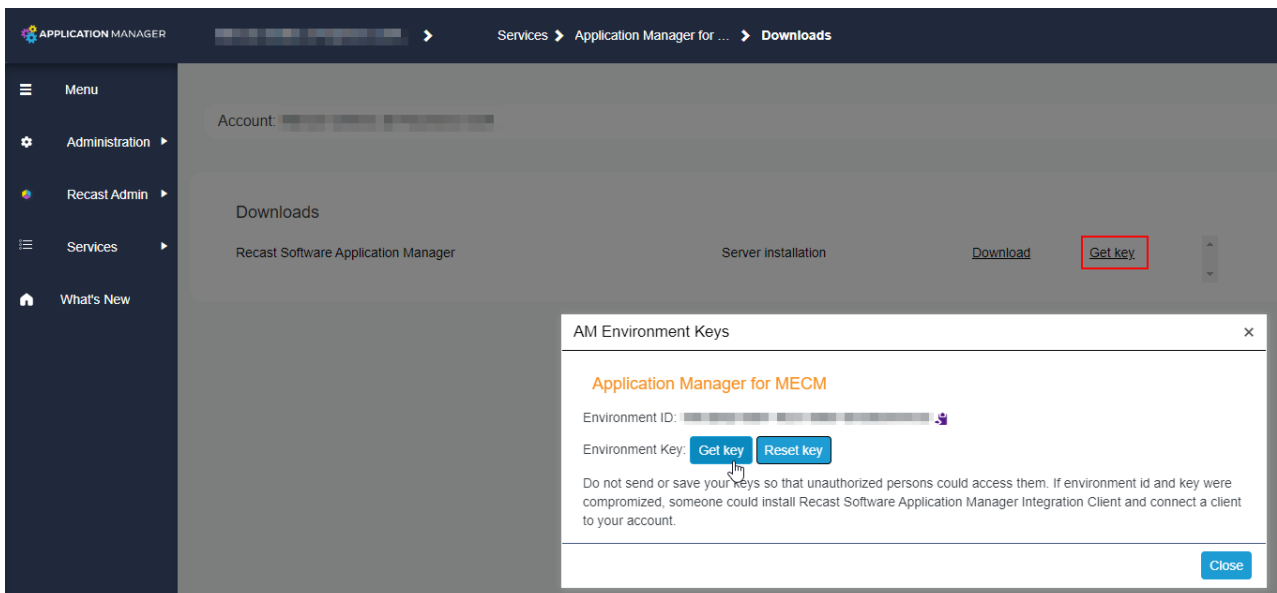 APPLICATION MANAGER
Services Application Manager for ... Downloads
Menu
Account:
Administration
Recast Admin
Downloads
Services
Recast Software Application Manager Server installation Download Get key
What's New
AM Environment Keys ×
Application Manager for MECM
Environment ID:
Environment Key: Get key Reset key
Do not send or save your keys so that unauthorized persons could access them. If environment id and key were
compromized, someone could install Recast Software Application Manager Integration Client and connect a client
to your account.
Close